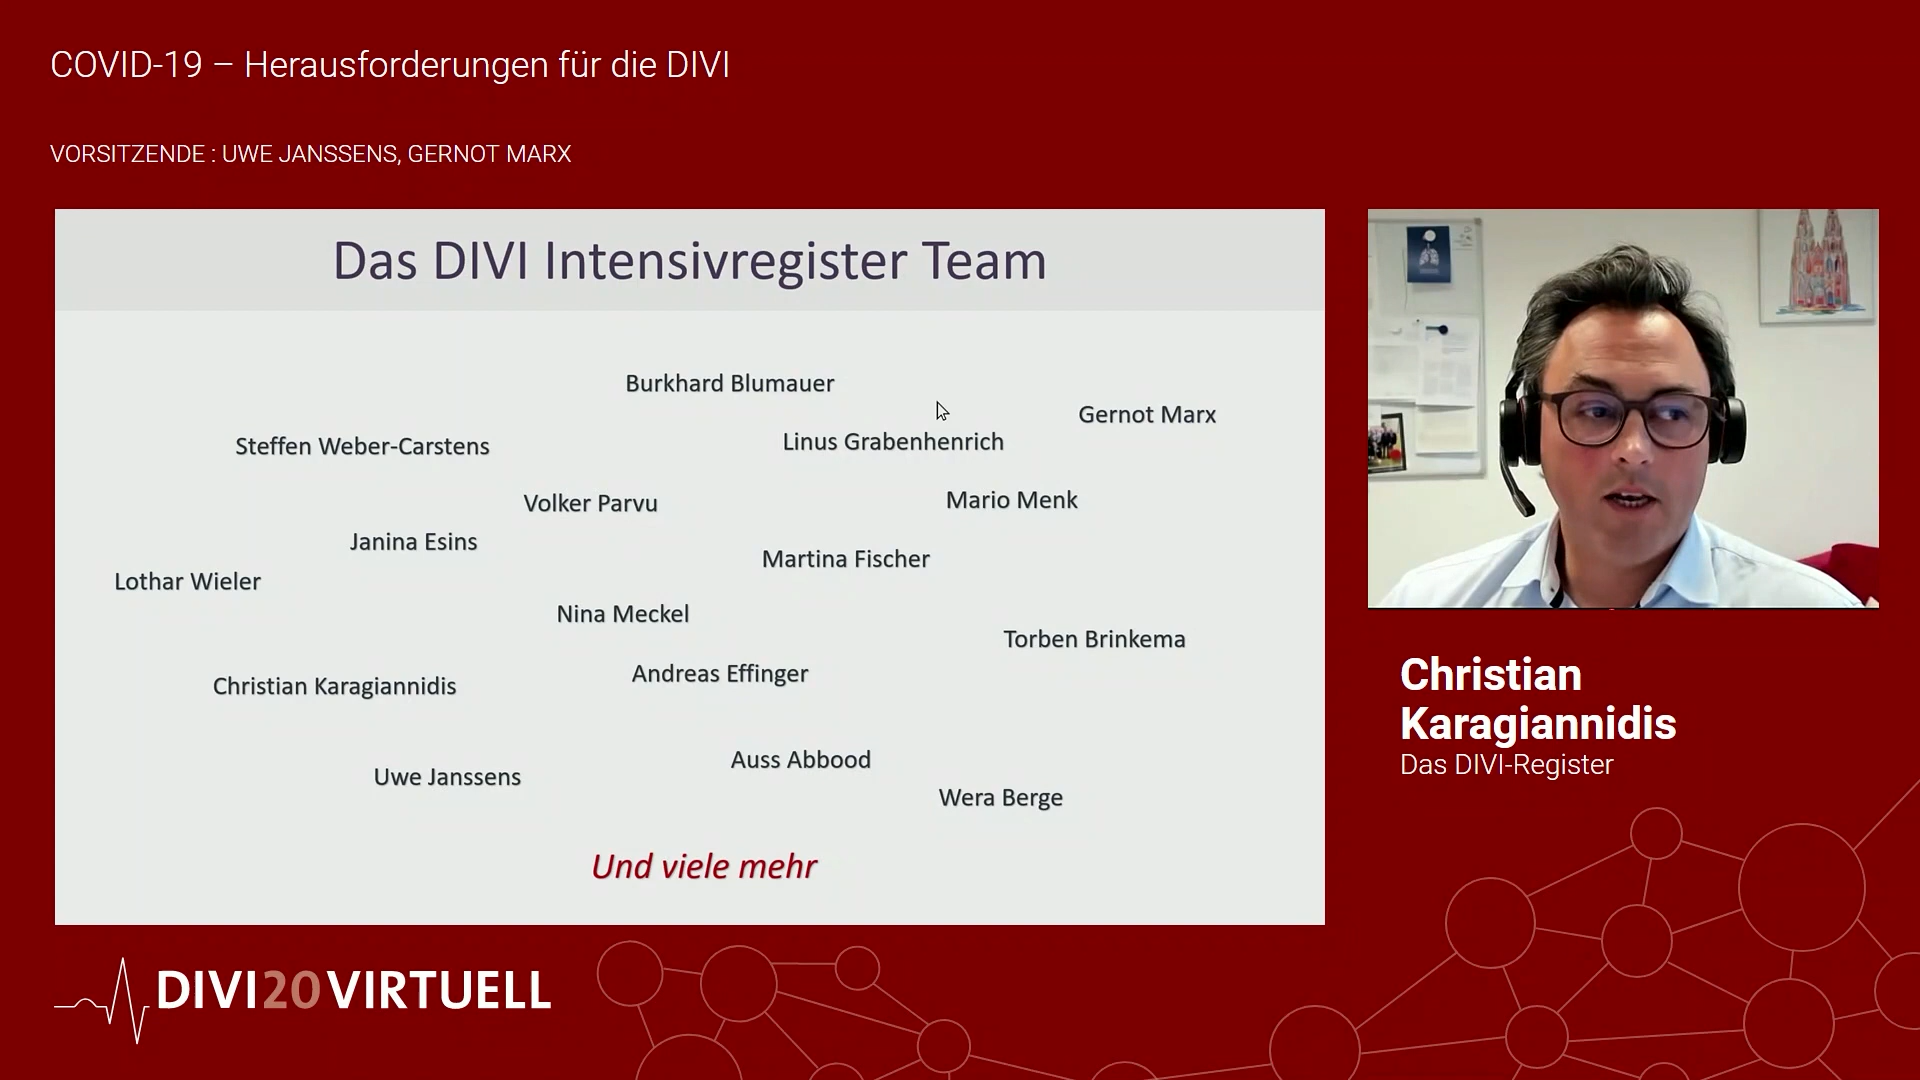 COVID-19 – Herausforderungen für die DIVI
VORSITZENDE : UWE JANSSENS, GERNOT MARX
Das DIVI Intensivregister Team
Burkhard Blumauer
Gernot Marx
Linus Grabenhenrich
Steffen Weber-Carstens
Mario Menk
Volker Parvu
Janina Esins
Martina Fischer
Lothar Wieler
Nina Meckel
Torben Brinkema
Andreas Effinger
Christian Karagiannidis
Auss Abbood
Uwe Janssens
Wera Berge
Und viele mehr
Christian
Karagiannidis
Das DIVI-Register
DIVI20VIRTUELL